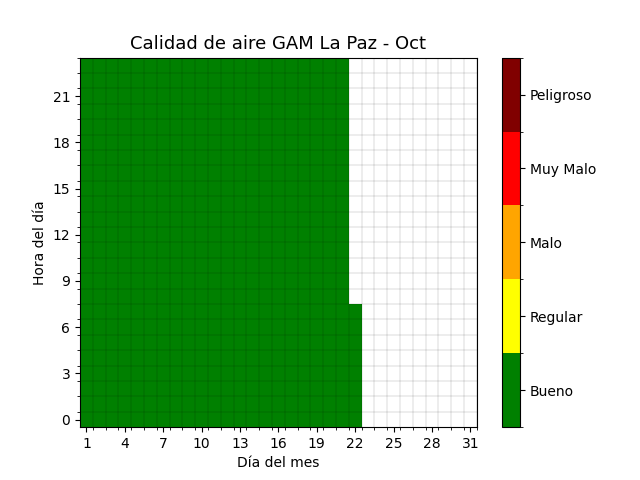 Calidad de aire GAM La Paz - Oct
Hora del día
21
18
15
12
9
6
3
0
1 4 7 10 13 16 19 22 25 28 31
Día del mes
Peligroso
Muy Malo
Malo
Regular
Bueno